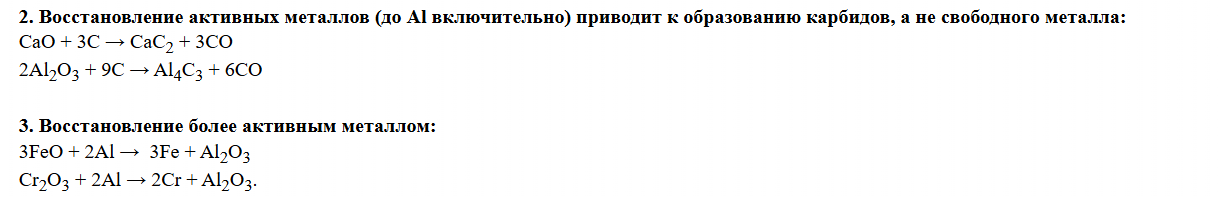 2. Восстановление активных металлов (до Al включительно) приводит к образованию карбидов, а не свободного металла:
CaO + 3C → CaC₂ + 3CO
2Al₂O₃ + 9C → Al₄C₃ + 6CO
3. Восстановление более активным металлом:
3FeO + 2Al → 3Fe + Al₂O₃
Cr₂O₃ + 2Al → 2Cr + Al₂O₃.